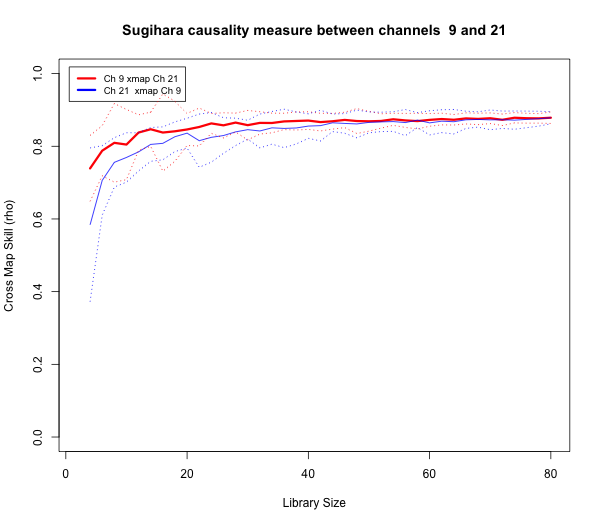 Sugihara causality measure between channels  9 and 21
Ch 9 xmap Ch 21
Ch 21  xmap Ch 9
Cross Map Skill (rho)
1.0
0.8
0.6
0.4
0.2
0.0
0 20 40 60 80
Library Size